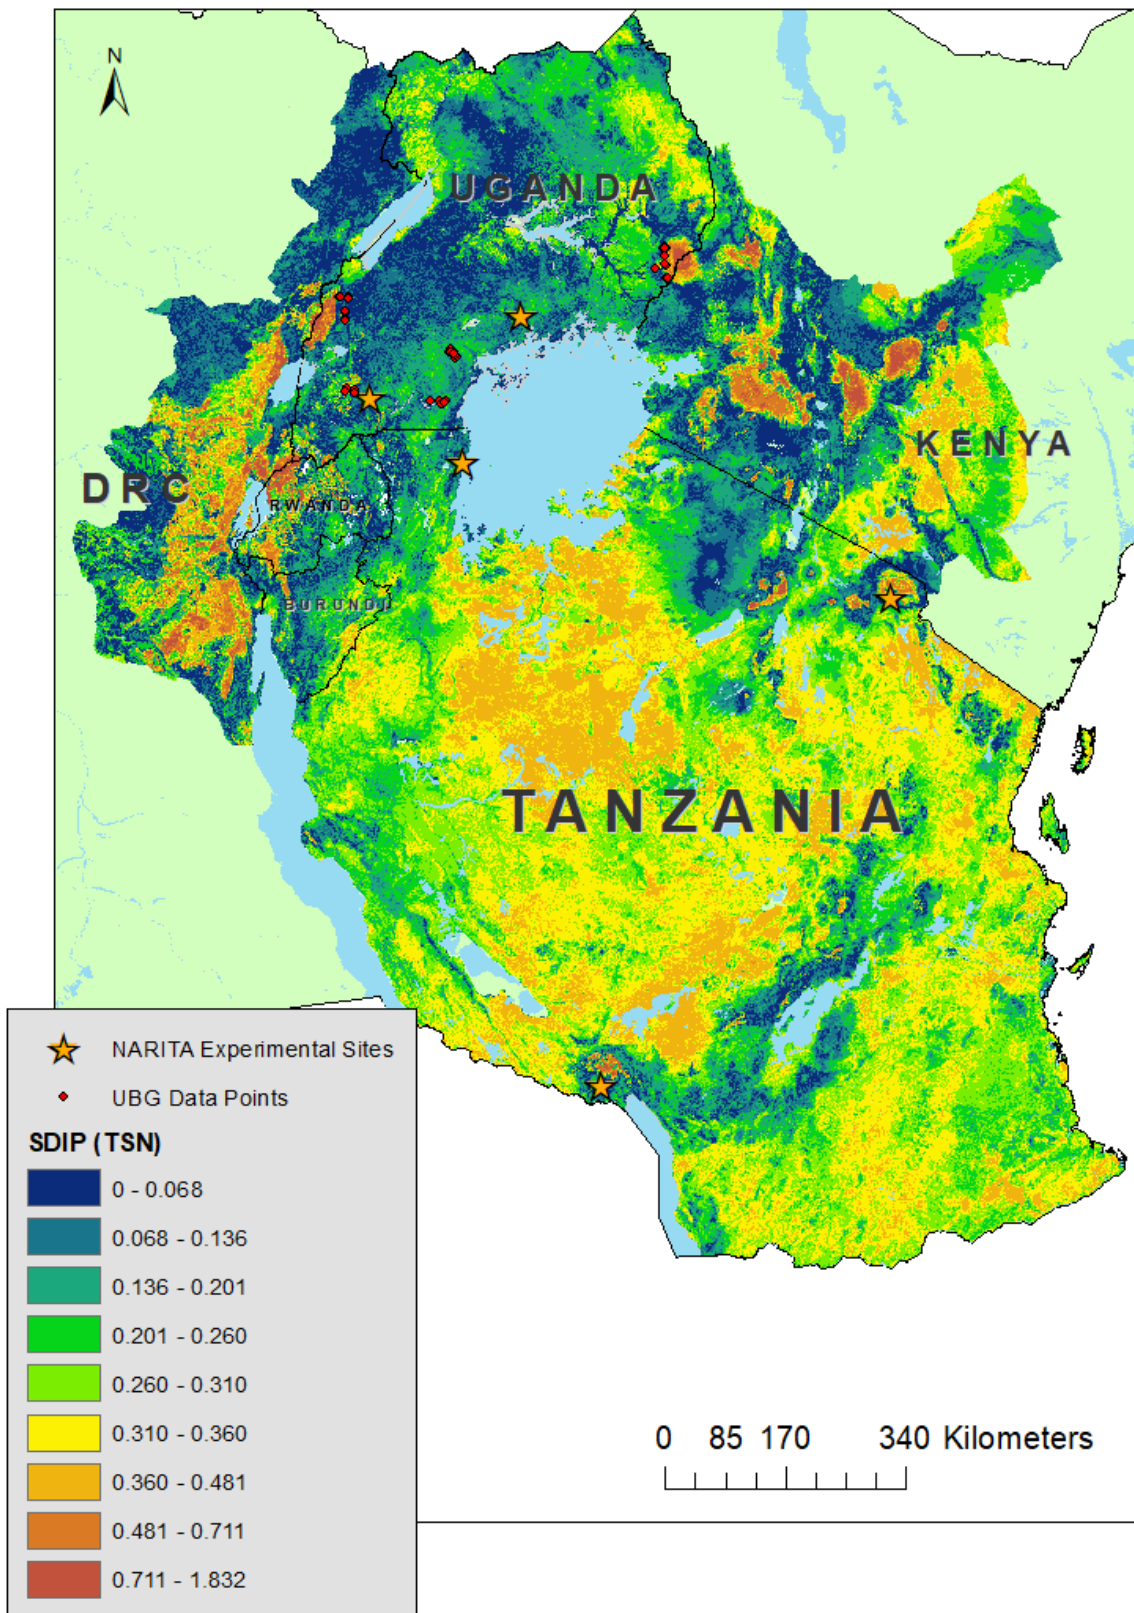 N
UGANDA
KENYA
DRC
RWANDA
BURUNDI
TANZANIA
NARITA Experimental Sites
UBG Data Points
SDIP (TSN)
0 - 0.068
0.068 - 0.136
0.136 - 0.201
0.201 - 0.260
0.260 - 0.310
0.310 - 0.360
0.360 - 0.481
0.481 - 0.711
0.711 - 1.832
0 85 170 340 Kilometers